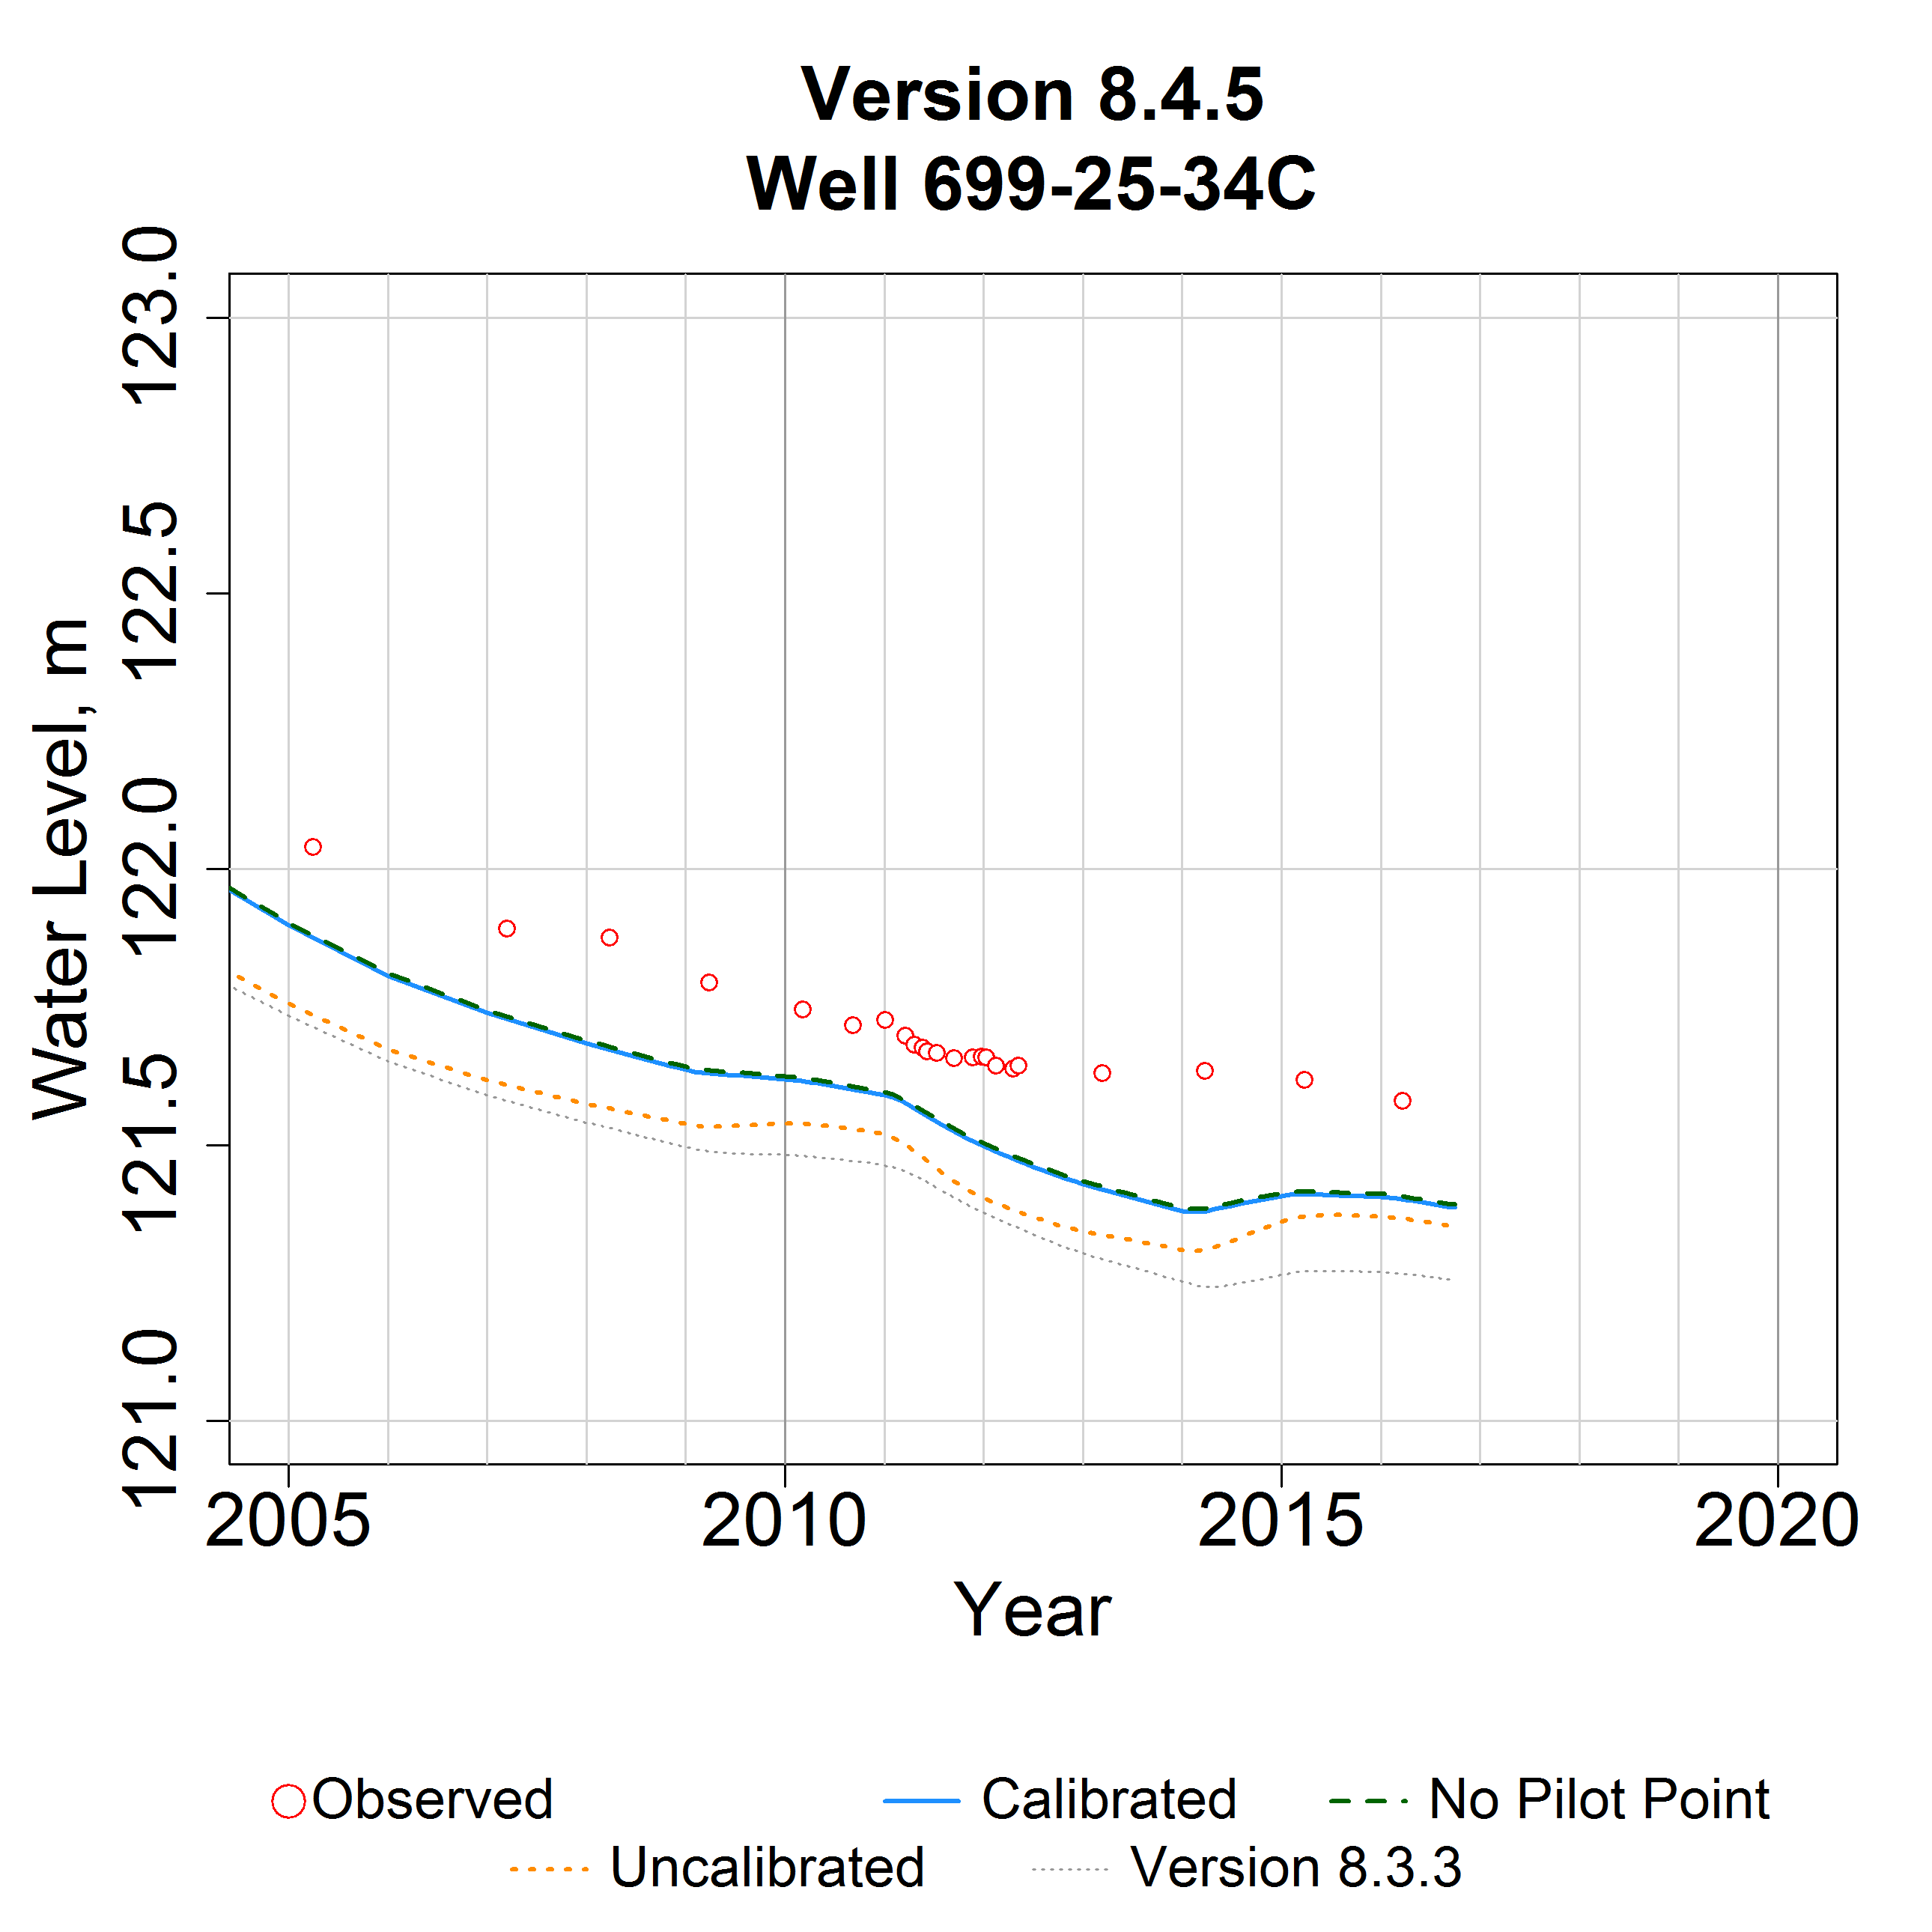 Version 8.4.5
Well 699-25-34C
Water Level, m
123.0
122.5
122.0
121.5
121.0
2005 2010 2015 2020
Year
Observed Calibrated No Pilot Point
Uncalibrated Version 8.3.3